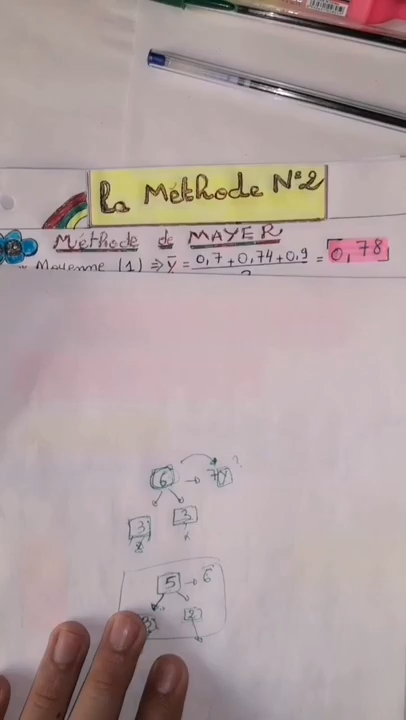 La Méthode N°2
Méthode de MAYER
Moyenne (1) ⇒ ȳ = 0,7 + 0,74 + 0,9 = 0,78
6 → 7
3 3
5 → 6
3 2